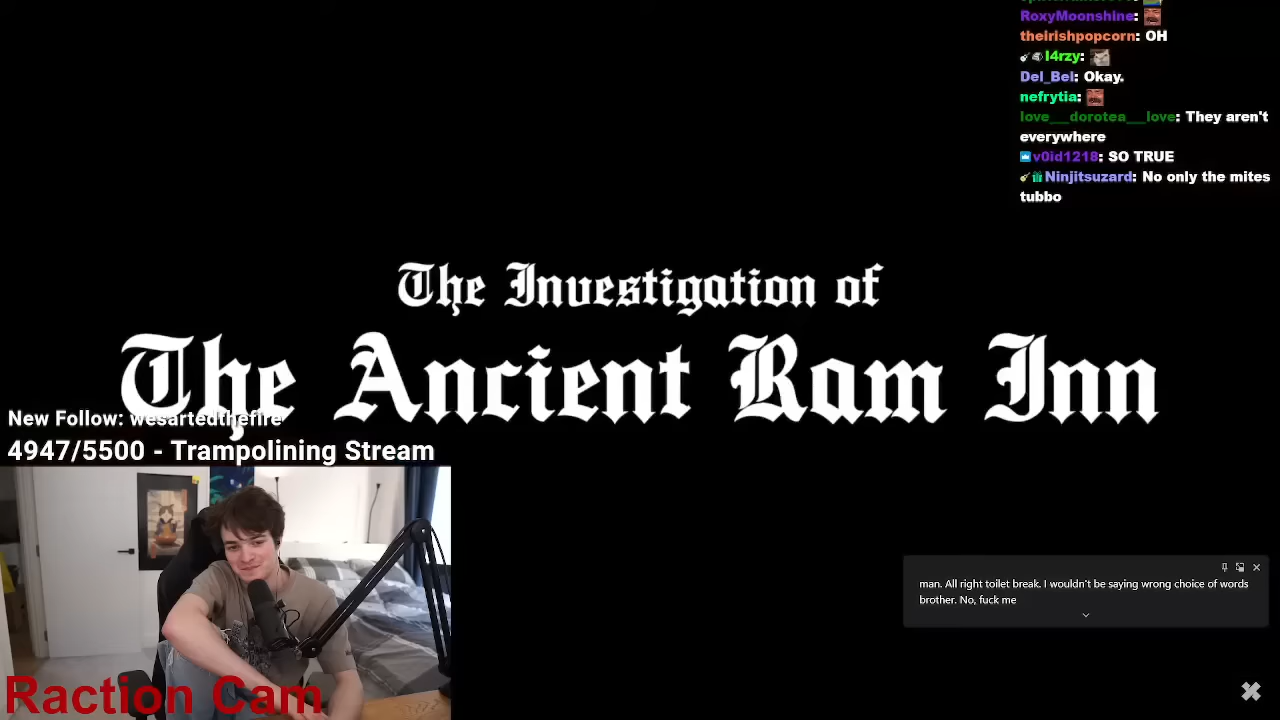 RoxyMoonshine:
theirishpopcorn: OH
l4rzy:
Del_Bel: Okay.
nefrytia:
love__dorotea__love: They aren't
everywhere
v0id1218: SO TRUE
Ninjitsuzard: No only the mites
tubbo
The Investigation of
The Ancient Ram Inn
New Follow: wesartedthefire
4947/5500 - Trampolining Stream
man. All right toilet break. I wouldn't be saying wrong choice of words
brother. No, fuck me
Raction Cam